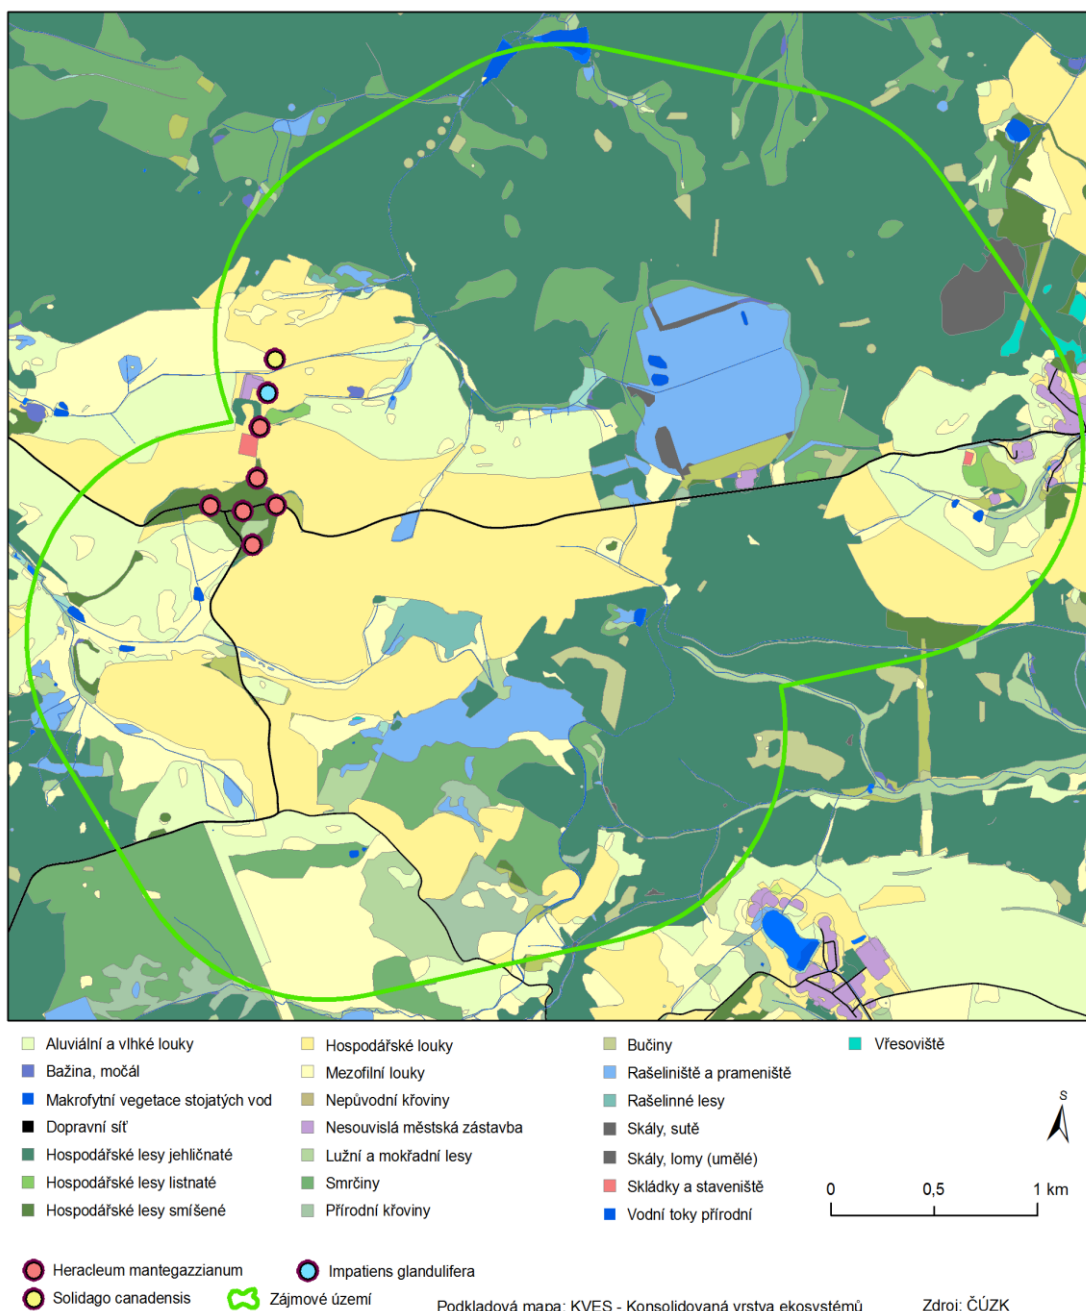 Aluviální a vlhké louky
Bažina, močál
Makrofytní vegetace stojatých vod
Dopravní síť
Hospodářské lesy jehličnaté
Hospodářské lesy listnaté
Hospodářské lesy smíšené
Hospodářské louky
Mezofilní louky
Nepůvodní křoviny
Nesouvislá městská zástavba
Lužní a mokřadní lesy
Smrčiny
Přírodní křoviny
Bučiny
Rašeliniště a prameniště
Rašelinné lesy
Skály, sutě
Skály, lomy (umělé)
Skládky a staveniště
Vodní toky přírodní
Vřesoviště
S
0 0,5 1 km
Heracleum mantegazzianum
Impatiens glandulifera
Solidago canadensis
Zájmové území
Podkladová mapa: KVES - Konsolidovaná vrstva ekosystémů
Zdroj: ČÚZK